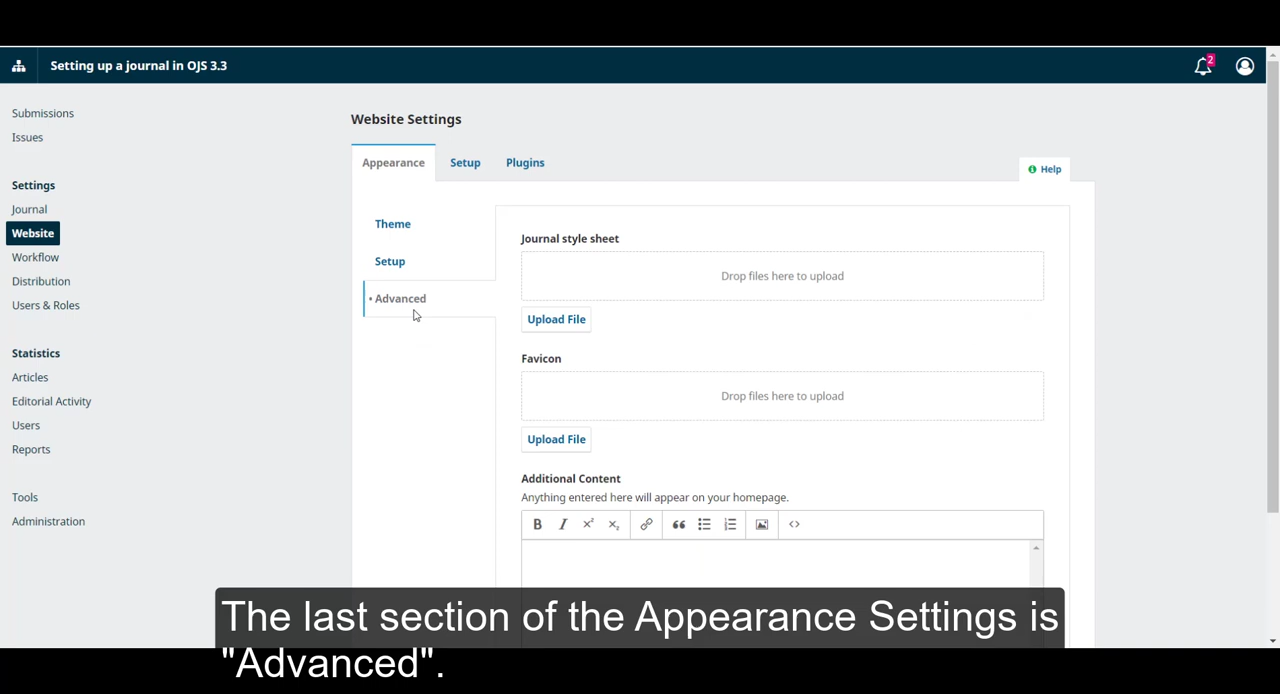 Setting up a journal in OJS 3.3
2
Submissions
Issues
Settings
Journal
Website
Workflow
Distribution
Users & Roles
Statistics
Articles
Editorial Activity
Users
Reports
Tools
Administration
Website Settings
Appearance Setup Plugins
Help
Theme
Setup
• Advanced
Journal style sheet
Drop files here to upload
Upload File
Favicon
Drop files here to upload
Upload File
Additional Content
Anything entered here will appear on your homepage.
The last section of the Appearance Settings is
"Advanced".